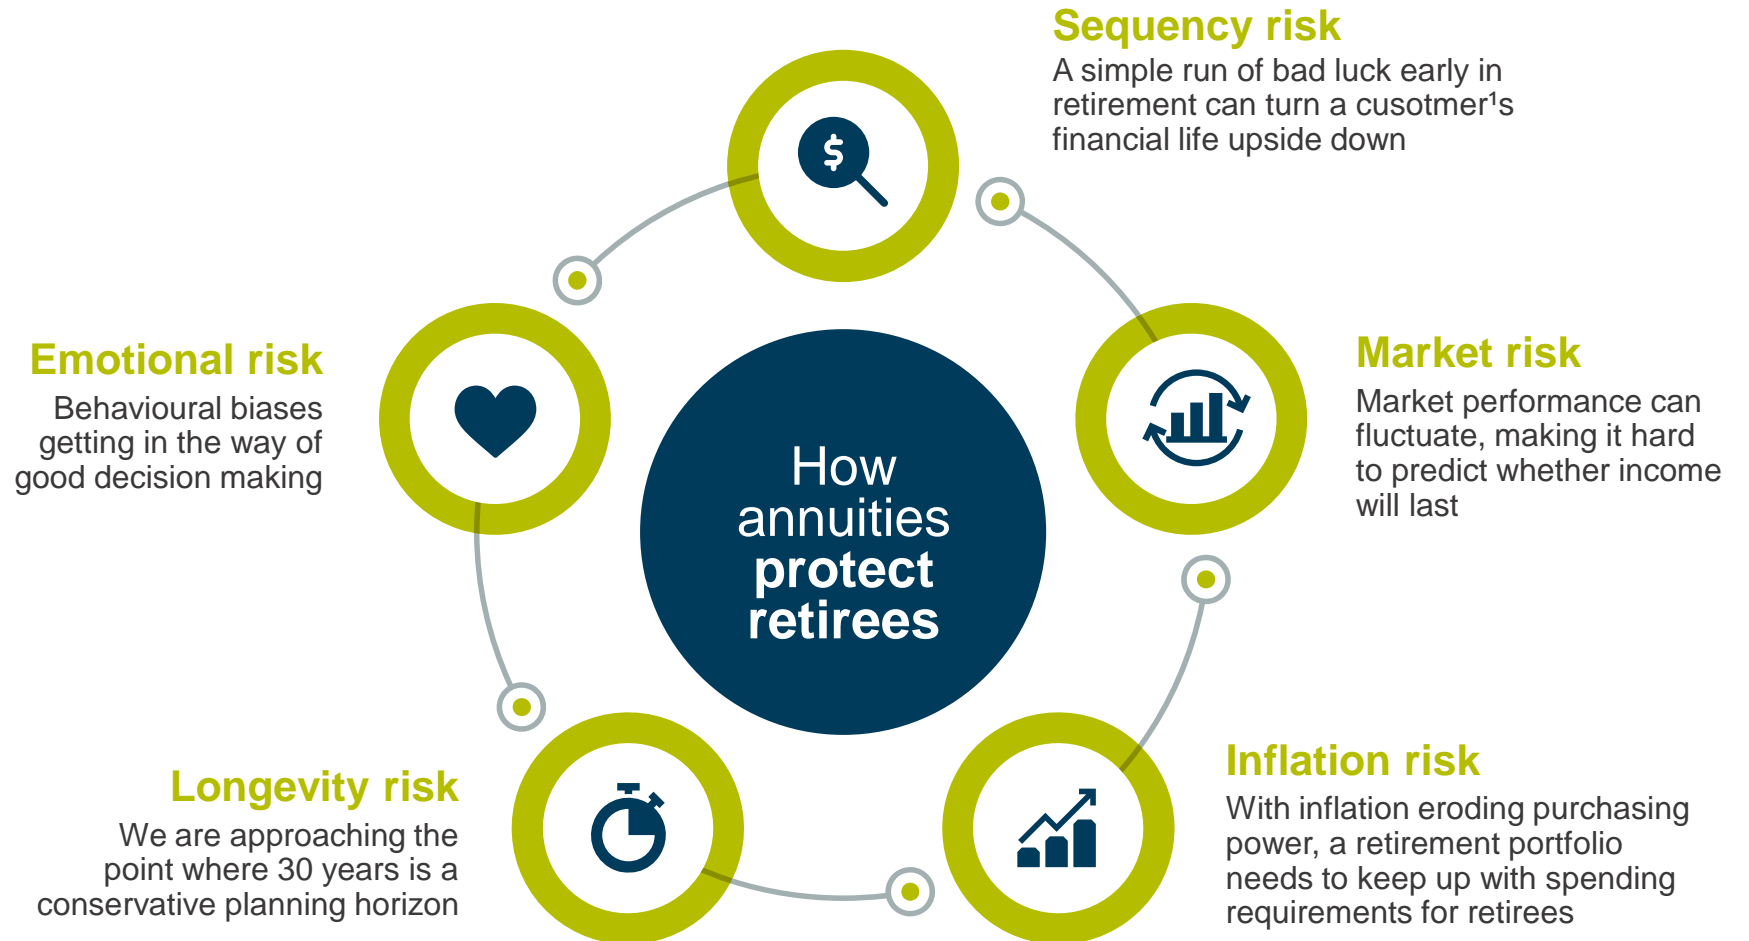 Sequency risk
A simple run of bad luck early in
retirement can turn a cusotmer¹s
financial life upside down
$
Emotional risk
Behavioural biases
getting in the way of
good decision making
How
annuities
protect
retirees
Market risk
Market performance can
fluctuate, making it hard
to predict whether income
will last
Longevity risk
We are approaching the
point where 30 years is a
conservative planning horizon
Inflation risk
With inflation eroding purchasing
power, a retirement portfolio
needs to keep up with spending
requirements for retirees